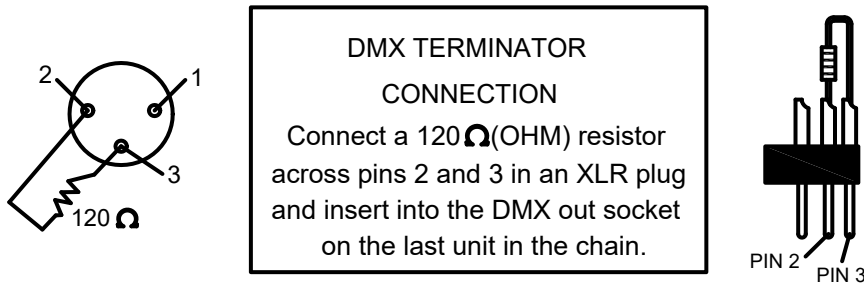 2
1
3
120 Ω
DMX TERMINATOR
CONNECTION
Connect a 120Ω(OHM) resistor
across pins 2 and 3 in an XLR plug
and insert into the DMX out socket
on the last unit in the chain.
PIN 2
PIN 3